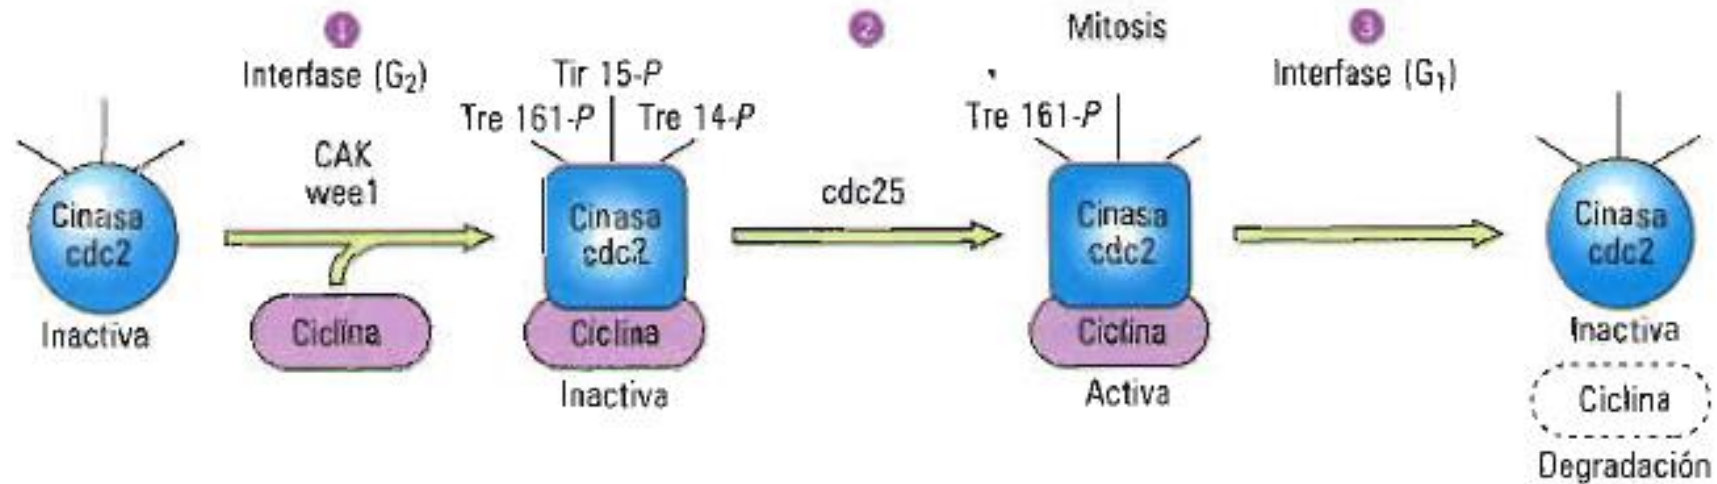 1
Interfase (G2)
CAK
wee1
Cinasa
cdc2
Inactiva
Ciclina
Tir 15-P
Tre 161-P
Tre 14-P
Cinasa
cdc2
Ciclina
Inactiva
2
cdc25
Mitosis
Tre 161-P
Cinasa
cdc2
Ciclina
Activa
3
Interfase (G1)
Cinasa
cdc2
Inactiva
Ciclina
Degradación